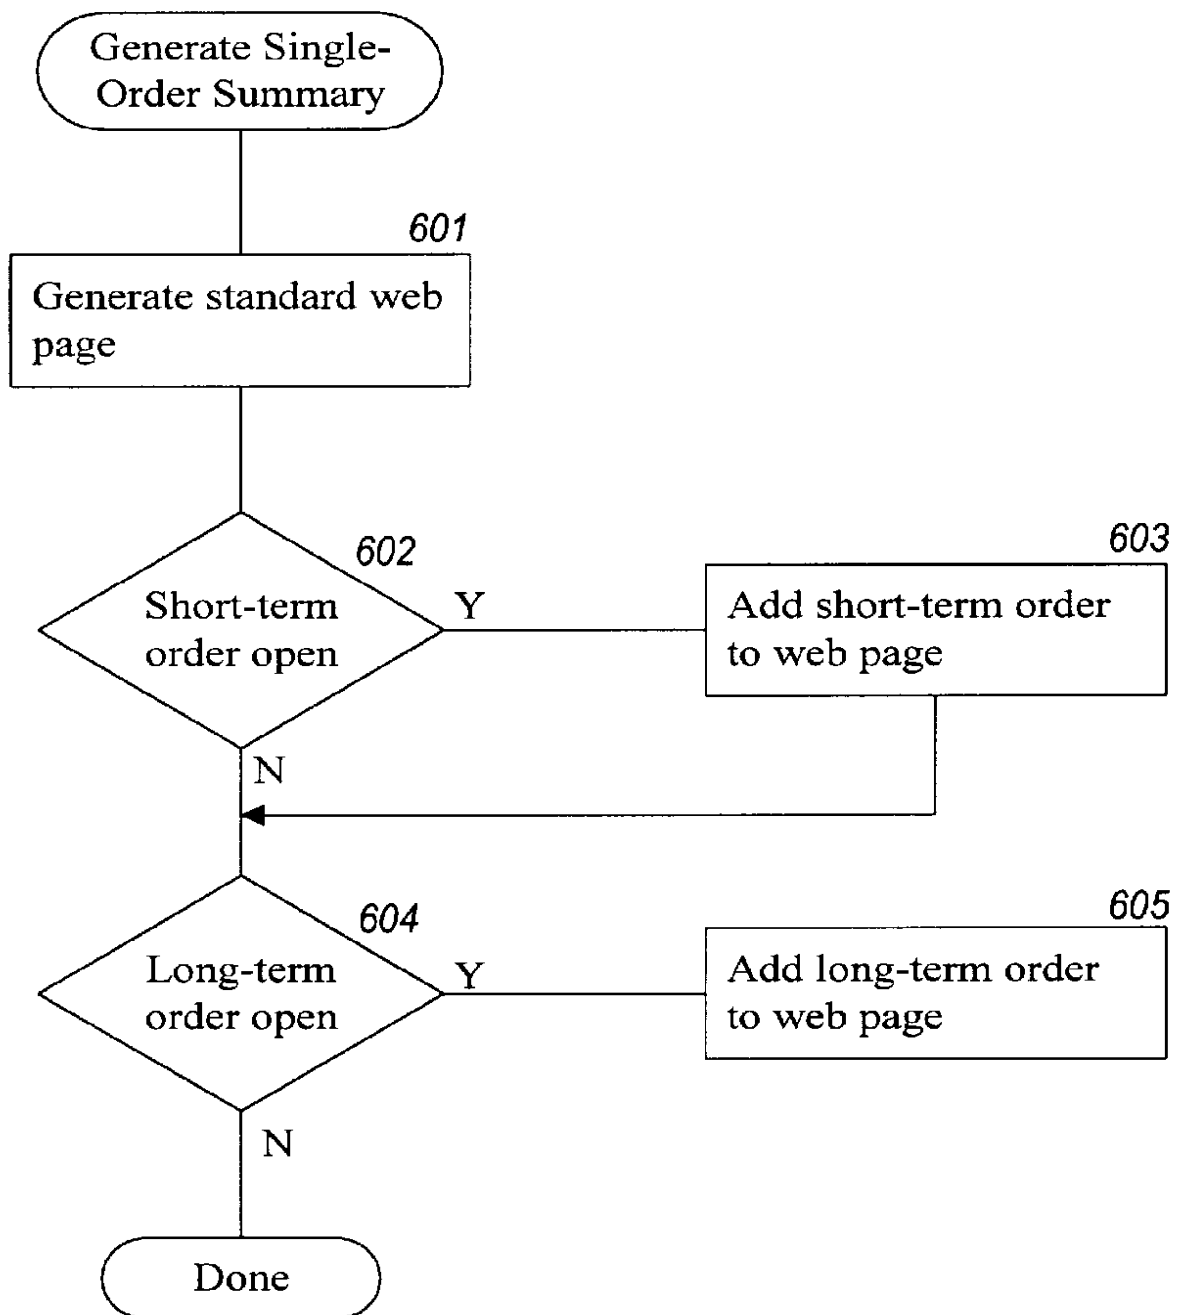 Generate Single-
Order Summary
601
Generate standard web
page
602
Short-term
order open
Y
603
Add short-term order
to web page
N
604
Long-term
order open
Y
605
Add long-term order
to web page
N
Done